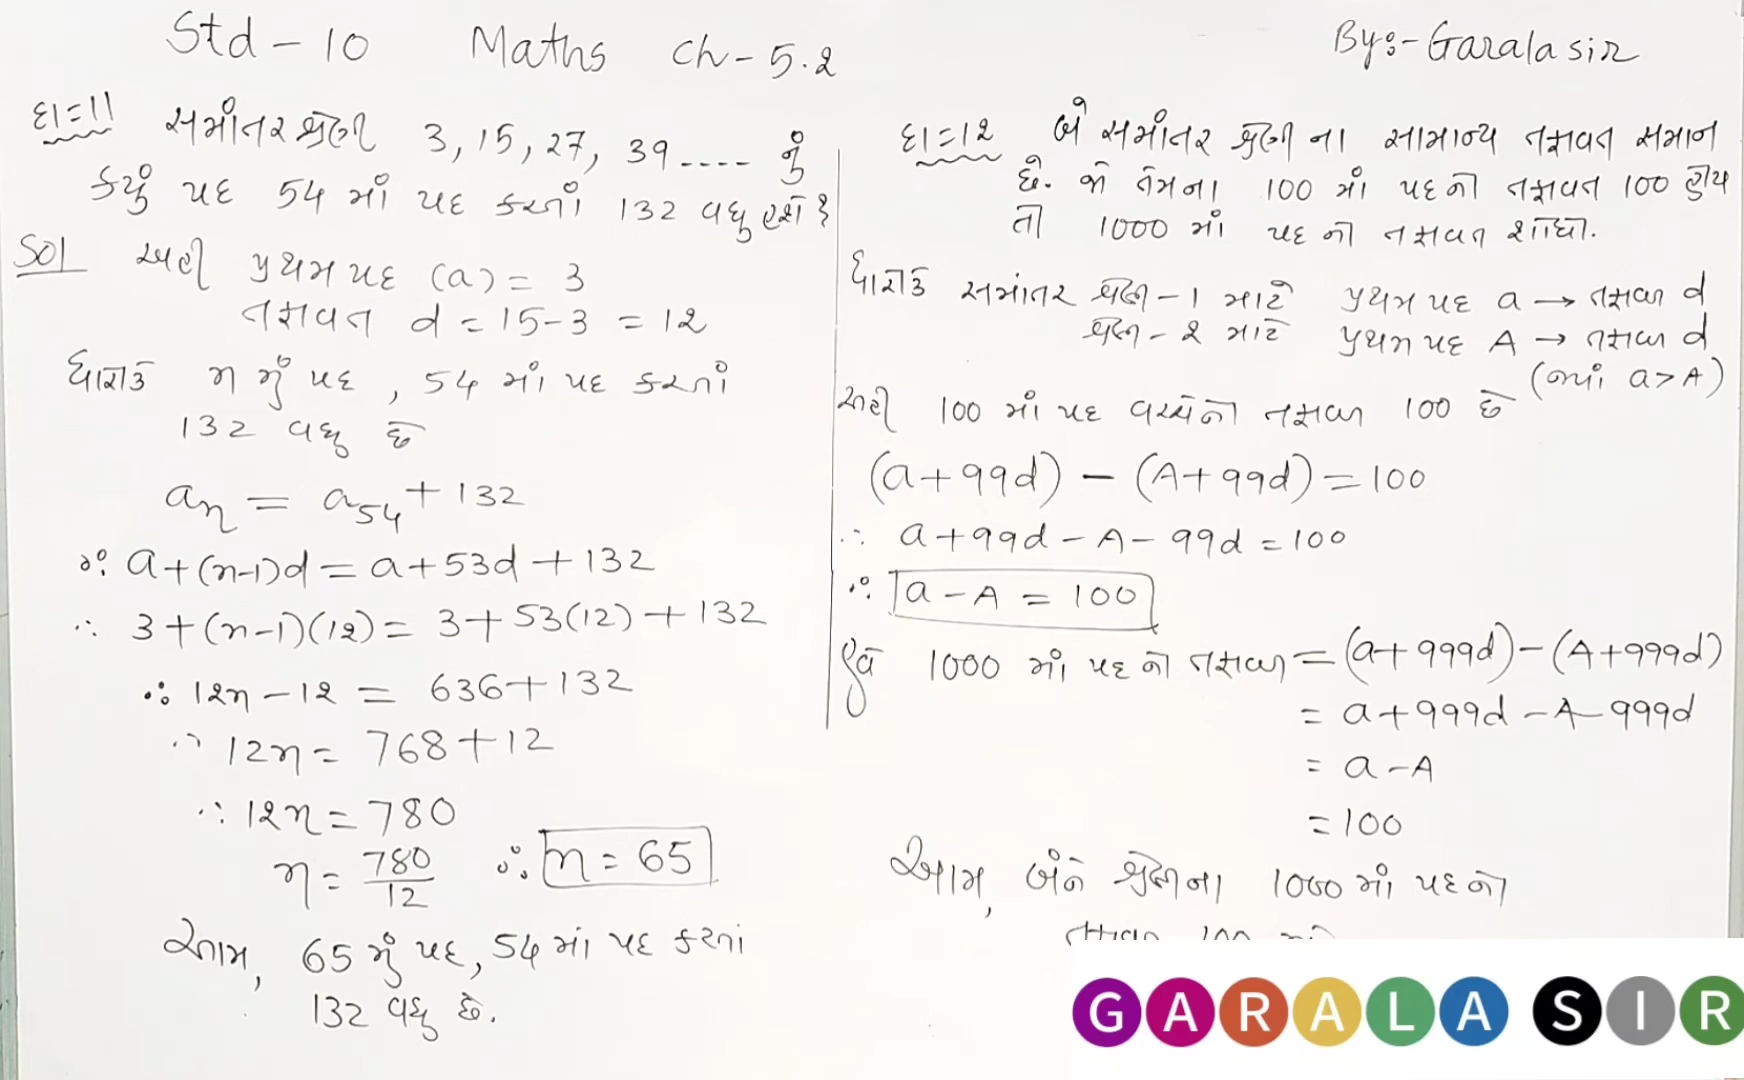 Std - 10 Maths Ch - 5.2
By:- Garala sir
દા=11 સમાંતર શ્રેણી 3, 15, 27, 39 .... નું
કયું પદ 54 માં પદ કરતાં 132 વધુ હશે ?
Sol અહી પ્રથમ પદ (a) = 3
તફાવત d = 15-3 = 12
ધારોકે n મું પદ , 54 માં પદ કરતાં
132 વધુ છે
aₙ = a₅₄ + 132
∴ a+(n-1)d = a+53d+132
∴ 3+(n-1)(12) = 3+53(12)+132
∴ 12n-12 = 636+132
∴ 12n = 768+12
∴ 12n = 780
n = 780/12 ∴ n = 65
આમ, 65 મું પદ, 54 માં પદ કરતાં
132 વધુ છે.
દા=12 બે સમાંતર શ્રેણી ના સામાન્ય તફાવત સમાન
છે. જો તેમના 100 માં પદ નો તફાવત 100 હોય
તો 1000 માં પદ નો તફાવત શોધો.
ધારોકે સમાંતર શ્રેણી-1 માટે પ્રથમ પદ a → તફાવત d
શ્રેણી-2 માટે પ્રથમ પદ A → તફાવત d
(જ્યાં a>A)
અહી 100 માં પદ વચ્ચેનો તફાવત 100 છે
(a+99d) - (A+99d) = 100
∴ a+99d-A-99d = 100
∴ a-A = 100
હવે 1000 માં પદ નો તફાવત = (a+999d)-(A+999d)
= a+999d-A-999d
= a-A
= 100
આમ, બંને શ્રેણીના 1000 માં પદ નો
તફાવત 100
GARALA SIR